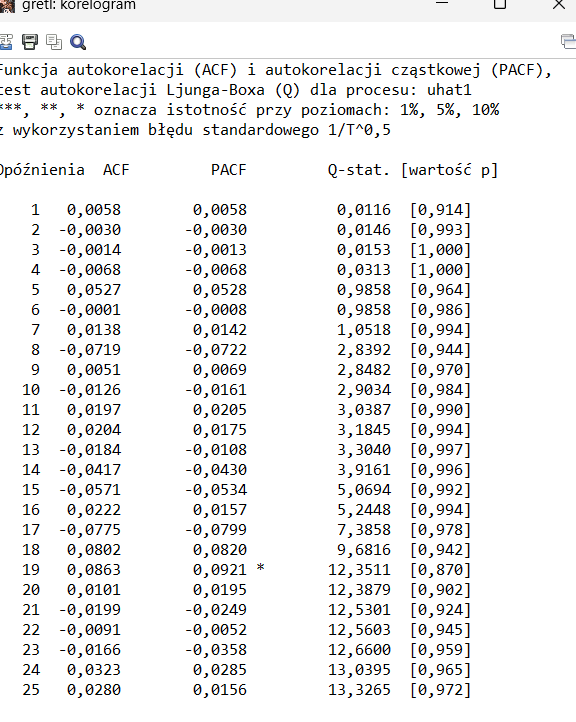 gretl: korelogram
Funkcja autokorelacji (ACF) i autokorelacji cząstkowej (PACF),
test autokorelacji Ljunga-Boxa (Q) dla procesu: uhat1
***, **, * oznacza istotność przy poziomach: 1%, 5%, 10%
z wykorzystaniem błędu standardowego 1/T^0,5
Opóźnienia ACF PACF Q-stat. [wartość p]
1 0,0058 0,0058 0,0116 [0,914]
2 -0,0030 -0,0030 0,0146 [0,993]
3 -0,0014 -0,0013 0,0153 [1,000]
4 -0,0068 -0,0068 0,0313 [1,000]
5 0,0527 0,0528 0,9858 [0,964]
6 -0,0001 -0,0008 0,9858 [0,986]
7 0,0138 0,0142 1,0518 [0,994]
8 -0,0719 -0,0722 2,8392 [0,944]
9 0,0051 0,0069 2,8482 [0,970]
10 -0,0126 -0,0161 2,9034 [0,984]
11 0,0197 0,0205 3,0387 [0,990]
12 0,0204 0,0175 3,1845 [0,994]
13 -0,0184 -0,0108 3,3040 [0,997]
14 -0,0417 -0,0430 3,9161 [0,996]
15 -0,0571 -0,0534 5,0694 [0,992]
16 0,0222 0,0157 5,2448 [0,994]
17 -0,0775 -0,0799 7,3858 [0,978]
18 0,0802 0,0820 9,6816 [0,942]
19 0,0863 0,0921 * 12,3511 [0,870]
20 0,0101 0,0195 12,3879 [0,902]
21 -0,0199 -0,0249 12,5301 [0,924]
22 -0,0091 -0,0052 12,5603 [0,945]
23 -0,0166 -0,0358 12,6600 [0,959]
24 0,0323 0,0285 13,0395 [0,965]
25 0,0280 0,0156 13,3265 [0,972]